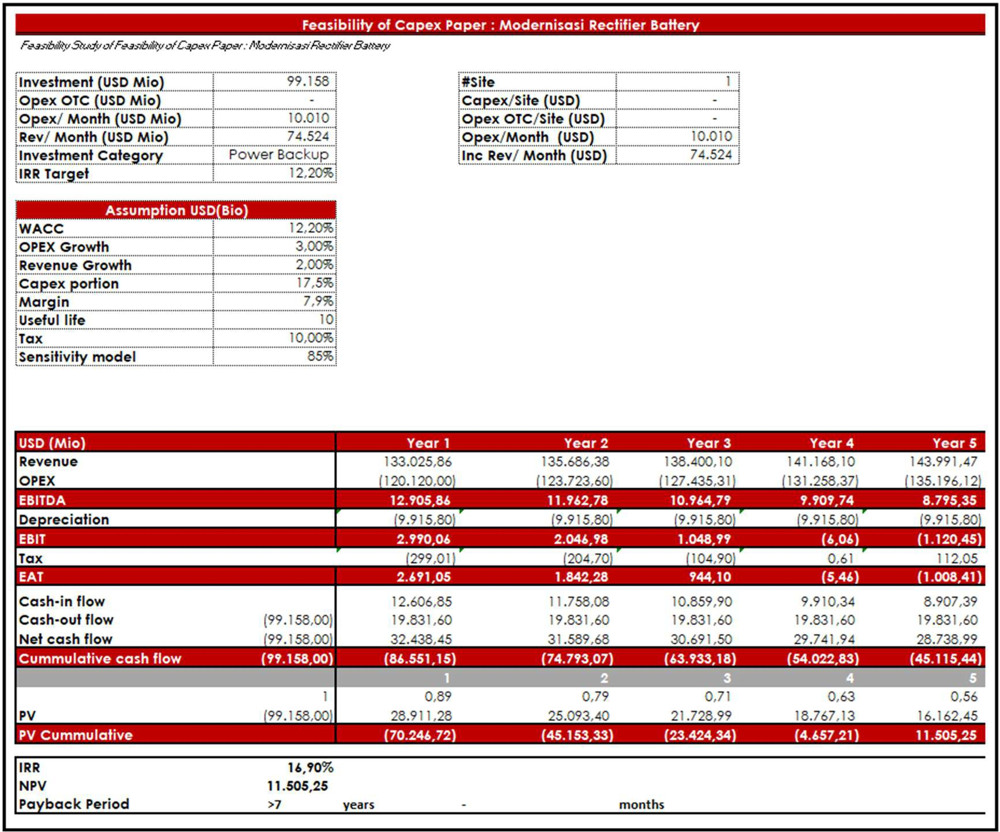 Feasibility of Capex Paper : Modernisasi Rectifier Battery
Feasibility Study of Feasibility of Capex Paper : Modernisasi Rectifier Battery
Investment (USD Mio) 99.158
Opex OTC (USD Mio) -
Opex/ Month (USD Mio) 10.010
Rev/ Month (USD Mio) 74.524
Investment Category Power Backup
IRR Target 12,20%
#Site 1
Capex/Site (USD) -
Opex OTC/Site (USD) -
Opex/Month (USD) 10.010
Inc Rev/ Month (USD) 74.524
Assumption USD(Bio)
WACC 12,20%
OPEX Growth 3,00%
Revenue Growth 2,00%
Capex portion 17,5%
Margin 7,9%
Useful life 10
Tax 10,00%
Sensitivity model 85%
USD (Mio) Year 1 Year 2 Year 3 Year 4 Year 5
Revenue 133.025,86 135.686,38 138.400,10 141.168,10 143.991,47
OPEX (120.120,00) (123.723,60) (127.435,31) (131.258,37) (135.196,12)
EBITDA 12.905,86 11.962,78 10.964,79 9.909,74 8.795,35
Depreciation (9.915,80) (9.915,80) (9.915,80) (9.915,80) (9.915,80)
EBIT 2.990,06 2.046,98 1.048,99 (6,06) (1.120,45)
Tax (299,01) (204,70) (104,90) 0,61 112,05
EAT 2.691,05 1.842,28 944,10 (5,46) (1.008,41)
Cash-in flow 12.606,85 11.758,08 10.859,90 9.910,34 8.907,39
Cash-out flow (99.158,00) 19.831,60 19.831,60 19.831,60 19.831,60 19.831,60
Net cash flow (99.158,00) 32.438,45 31.589,68 30.691,50 29.741,94 28.738,99
Cummulative cash flow (99.158,00) (86.551,15) (74.793,07) (63.933,18) (54.022,83) (45.115,44)
1 2 3 4 5
1 0,89 0,79 0,71 0,63 0,56
PV (99.158,00) 28.911,28 25.093,40 21.728,99 18.767,13 16.162,45
PV Cummulative (70.246,72) (45.153,33) (23.424,34) (4.657,21) 11.505,25
IRR 16,90%
NPV 11.505,25
Payback Period >7 years - months